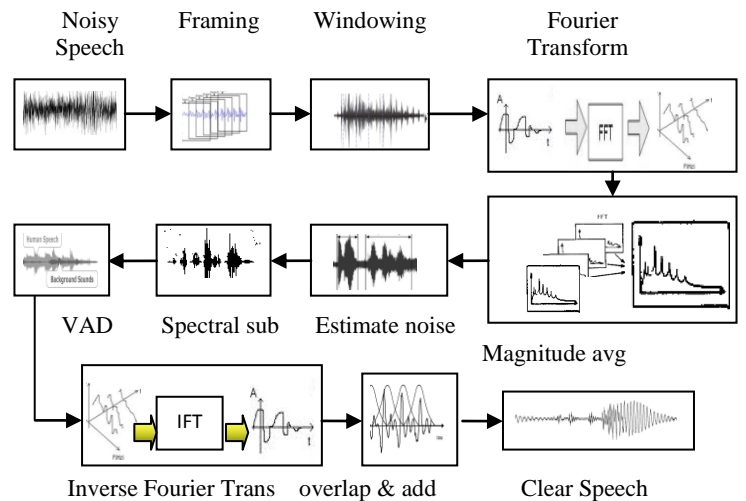 Noisy
Speech
Framing
Windowing
Fourier
Transform
A
t
FFT
t
FFT
Human Speech
Background Sounds
VAD
Spectral sub
Estimate noise
Magnitude avg
t
IFT
A
t
Inverse Fourier Trans
overlap & add
Clear Speech